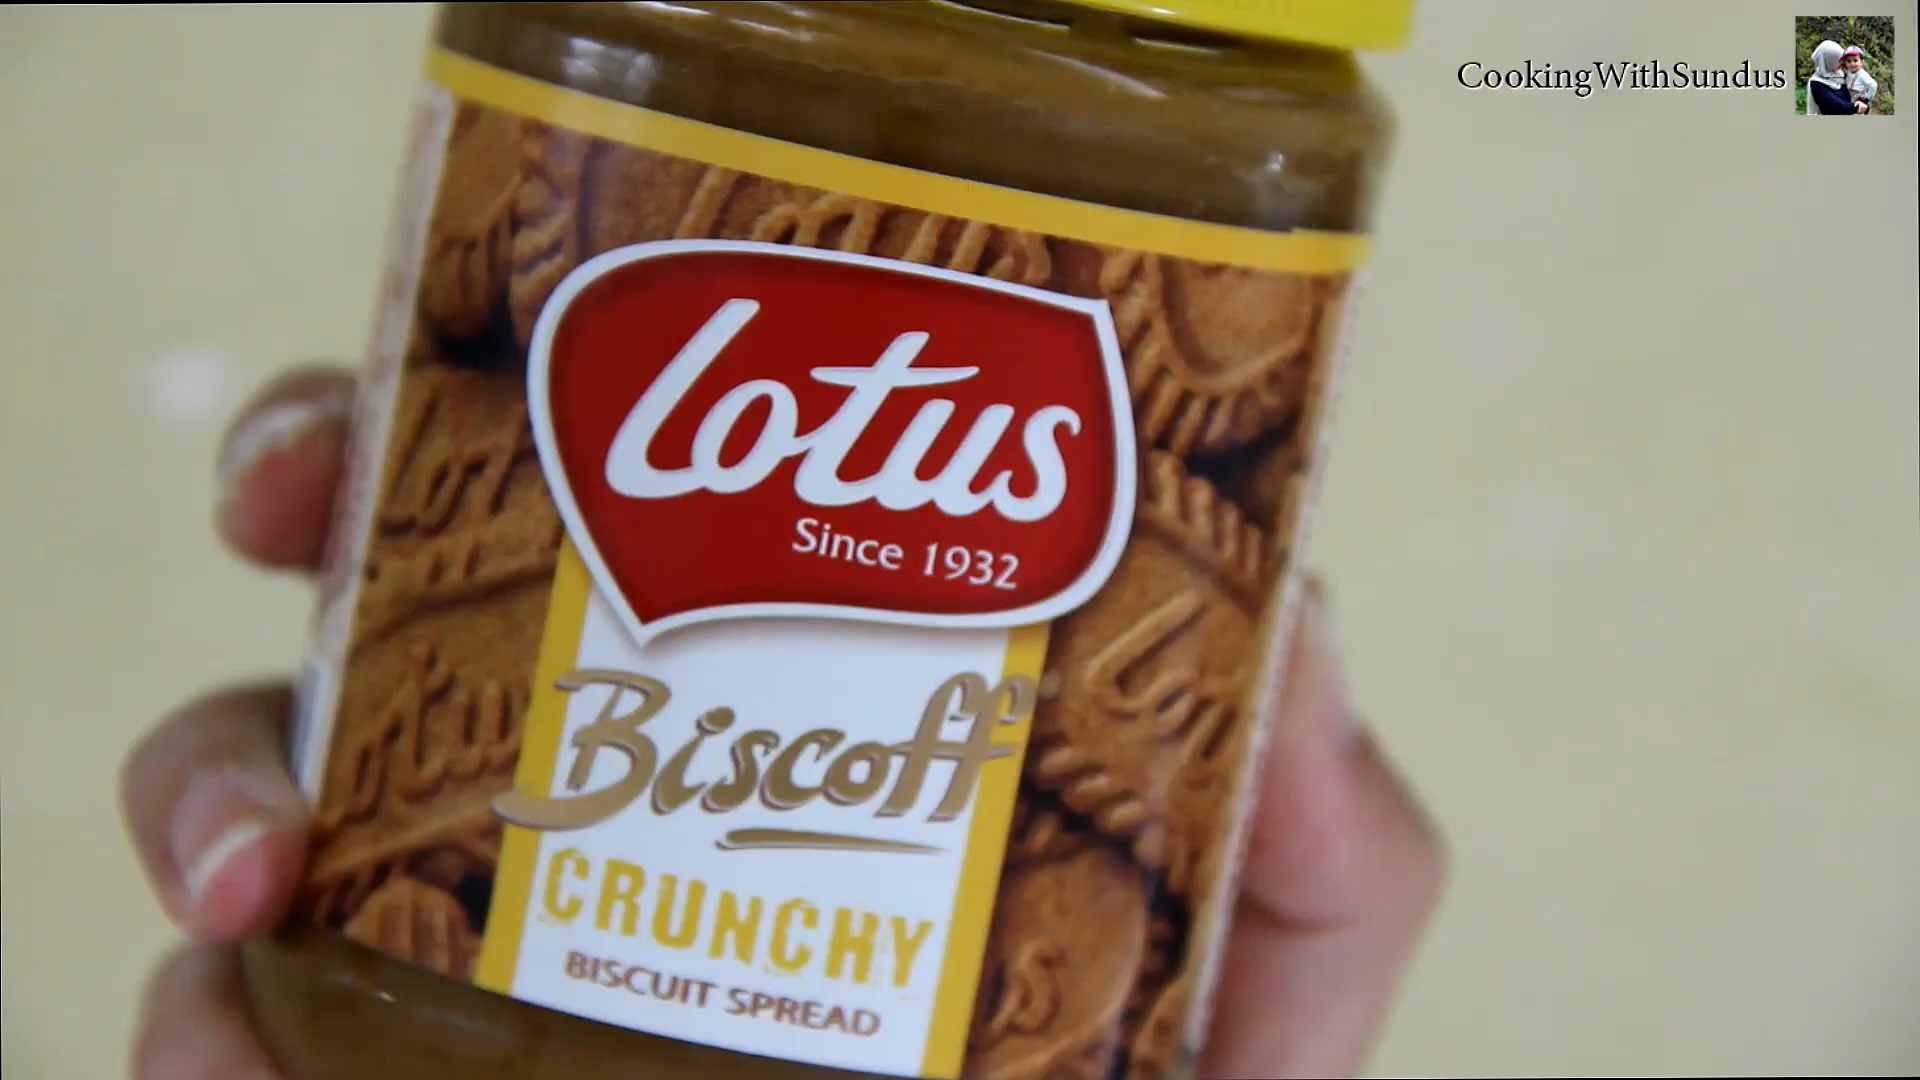 CookingWithSundus
Lotus
Since 1932
Biscoff
CRUNCHY
BISCUIT SPREAD